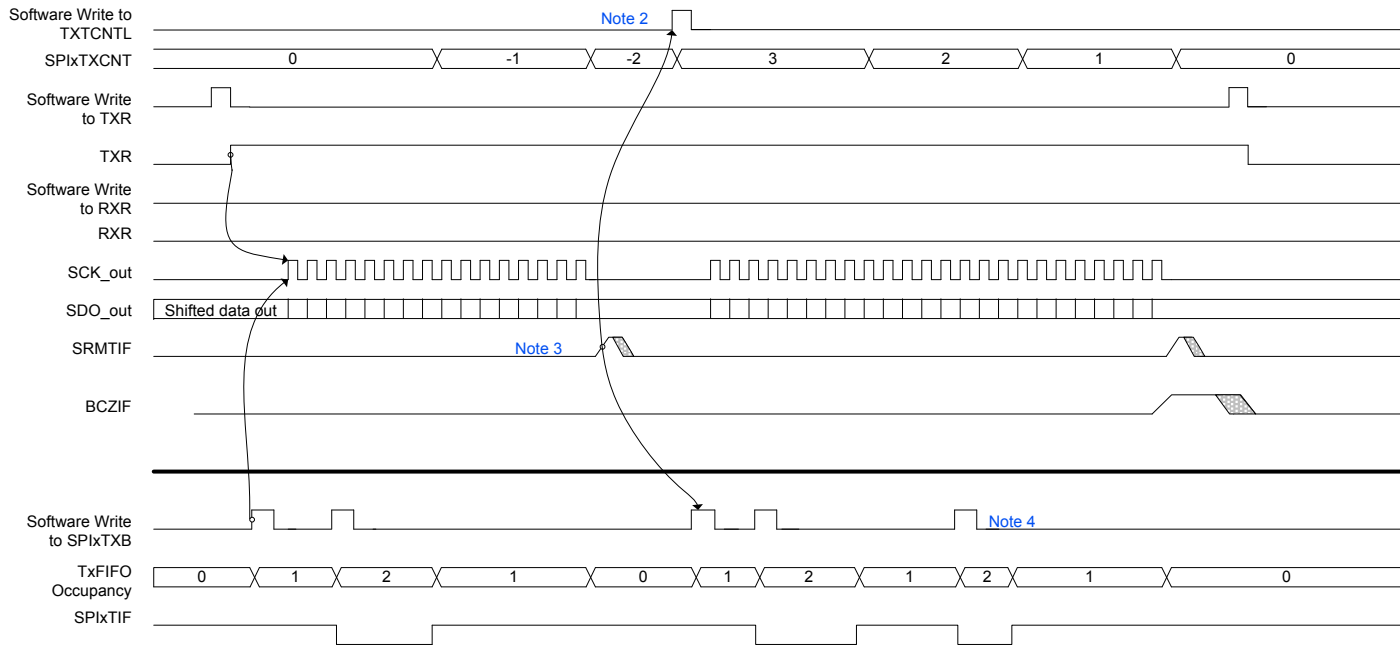 Software Write to
TXTCNTL
Note 2
SPIxTXCNT
0
-1
-2
3
2
1
0
Software Write
to TXR
TXR
Software Write
to RXR
RXR
SCK_out
SDO_out
Shifted data out
SRMTIF
Note 3
BCZIF
Software Write
to SPIxTXB
Note 4
TxFIFO
Occupancy
0
1
2
1
0
1
2
1
2
1
0
SPIxTIF